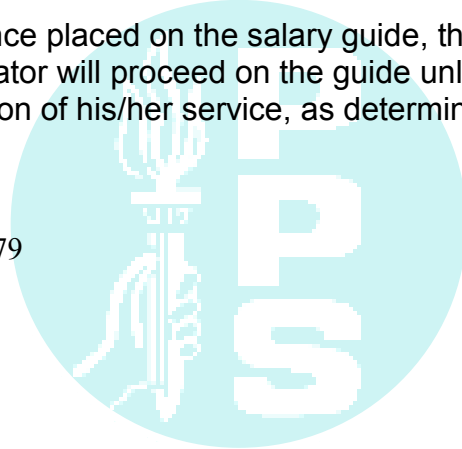 nce placed on the salary guide, th
ator will proceed on the guide unl
on of his/her service, as determin
79
P
P
S